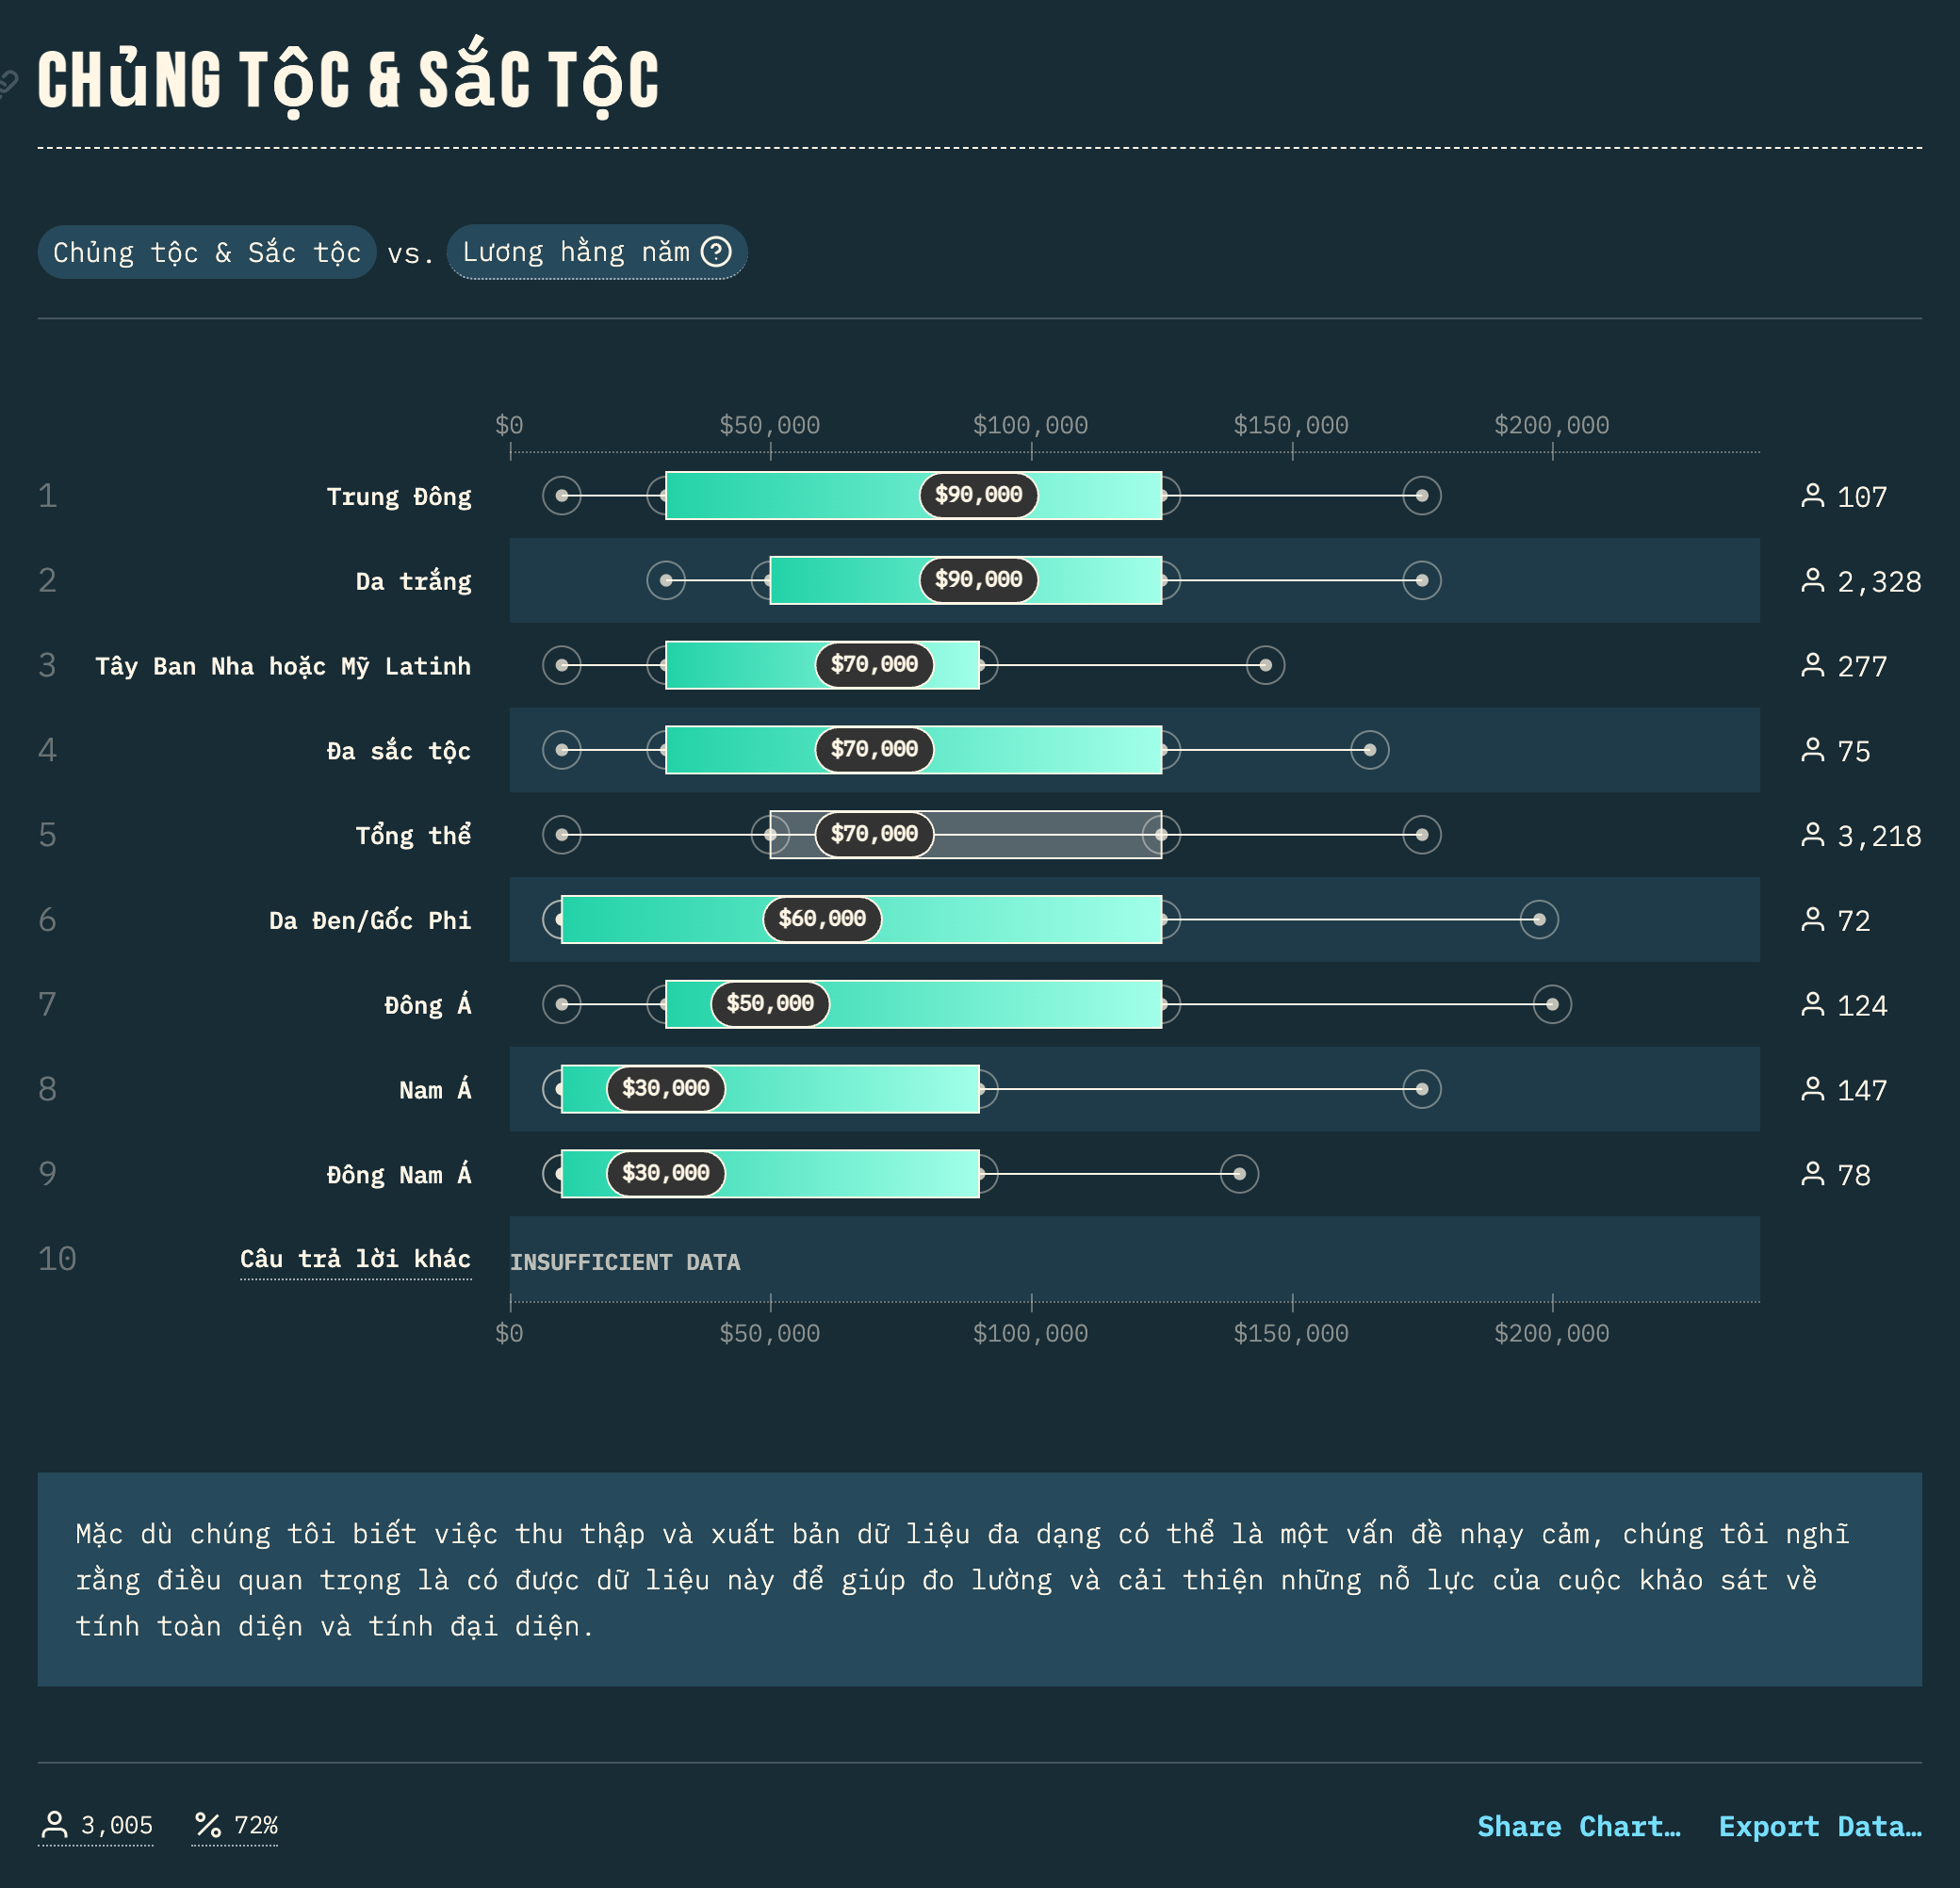 CHủNG TộC & SắC TộC
Chủng tộc & Sắc tộc vs. Lương hằng năm ?
$0 $50,000 $100,000 $150,000 $200,000
1 Trung Đông $90,000 107
2 Da trắng $90,000 2,328
3 Tây Ban Nha hoặc Mỹ Latinh $70,000 277
4 Đa sắc tộc $70,000 75
5 Tổng thể $70,000 3,218
6 Da Đen/Gốc Phi $60,000 72
7 Đông Á $50,000 124
8 Nam Á $30,000 147
9 Đông Nam Á $30,000 78
10 Câu trả lời khác INSUFFICIENT DATA
$0 $50,000 $100,000 $150,000 $200,000
Mặc dù chúng tôi biết việc thu thập và xuất bản dữ liệu đa dạng có thể là một vấn đề nhạy cảm, chúng tôi nghĩ
rằng điều quan trọng là có được dữ liệu này để giúp đo lường và cải thiện những nỗ lực của cuộc khảo sát về
tính toàn diện và tính đại diện.
3,005 % 72% Share Chart… Export Data…